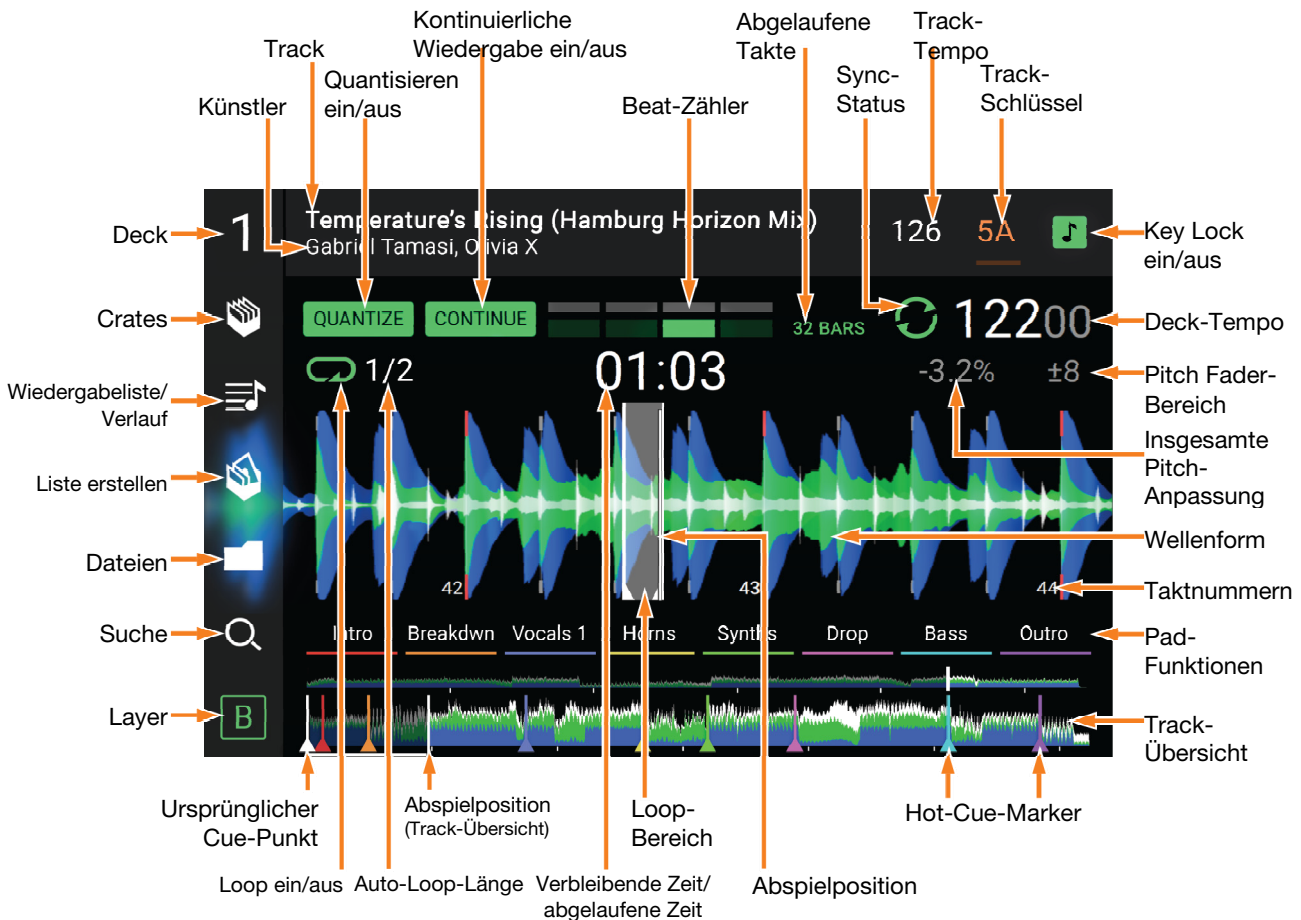 Kontinuierliche
Wiedergabe ein/aus
Abgelaufene
Takte
Track-
Tempo
Track
Quantisieren
ein/aus
Sync-
Status
Track-
Schlüssel
Künstler
Beat-Zähler
Deck
1
Temperature's Rising (Hamburg Horizon Mix)
Gabriel Tamasi, Olivia X
126
5A
Key Lock
ein/aus
Crates
QUANTIZE
CONTINUE
32 BARS
12200
Deck-Tempo
Wiedergabeliste/
Verlauf
1/2
01:03
-3.2%
±8
Pitch Fader-
Bereich
Insgesamte
Pitch-
Anpassung
Liste erstellen
Wellenform
Dateien
42
43
44
Taktnummern
Suche
Intro
Breakdwn
Vocals 1
Horns
Synths
Drop
Bass
Outro
Pad-
Funktionen
Layer
B
Track-
Übersicht
Ursprünglicher
Cue-Punkt
Abspielposition
(Track-Übersicht)
Loop-
Bereich
Hot-Cue-Marker
Loop ein/aus
Auto-Loop-Länge
Verbleibende Zeit/
abgelaufene Zeit
Abspielposition